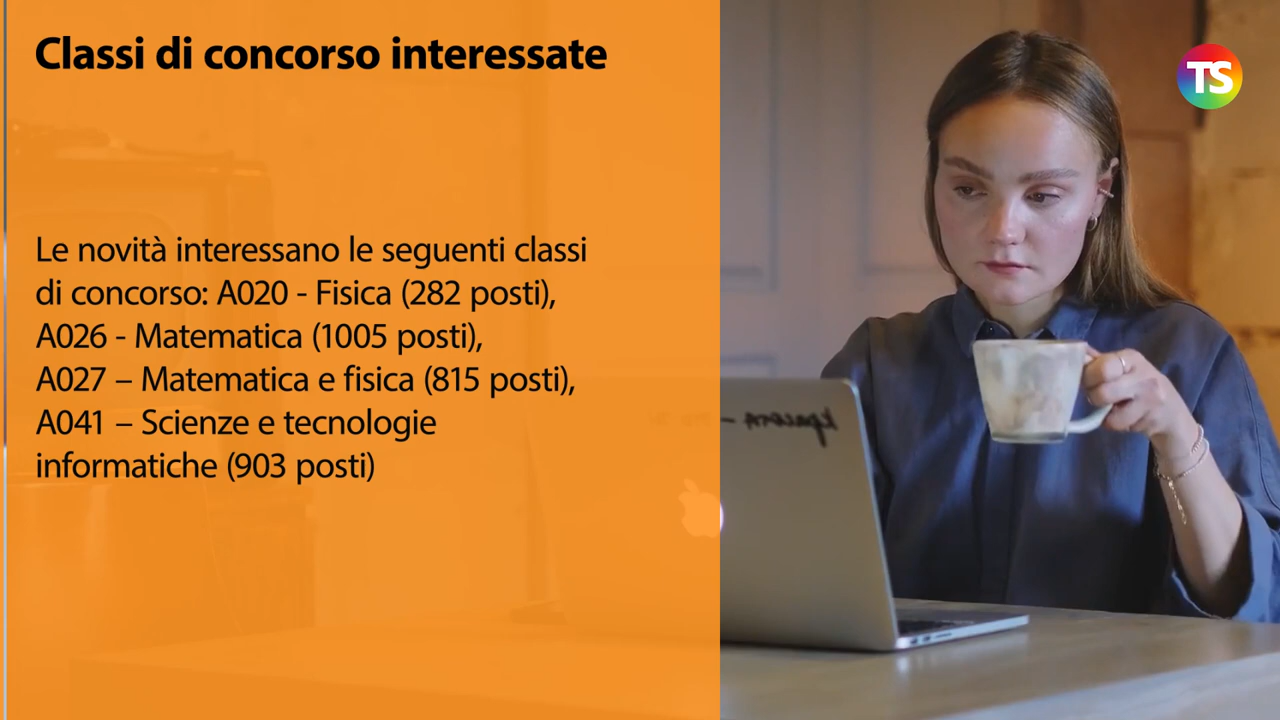 Classi di concorso interessate
TS
Le novità interessano le seguenti classi
di concorso: A020 - Fisica (282 posti),
A026 - Matematica (1005 posti),
A027 – Matematica e fisica (815 posti),
A041 – Scienze e tecnologie
informatiche (903 posti)